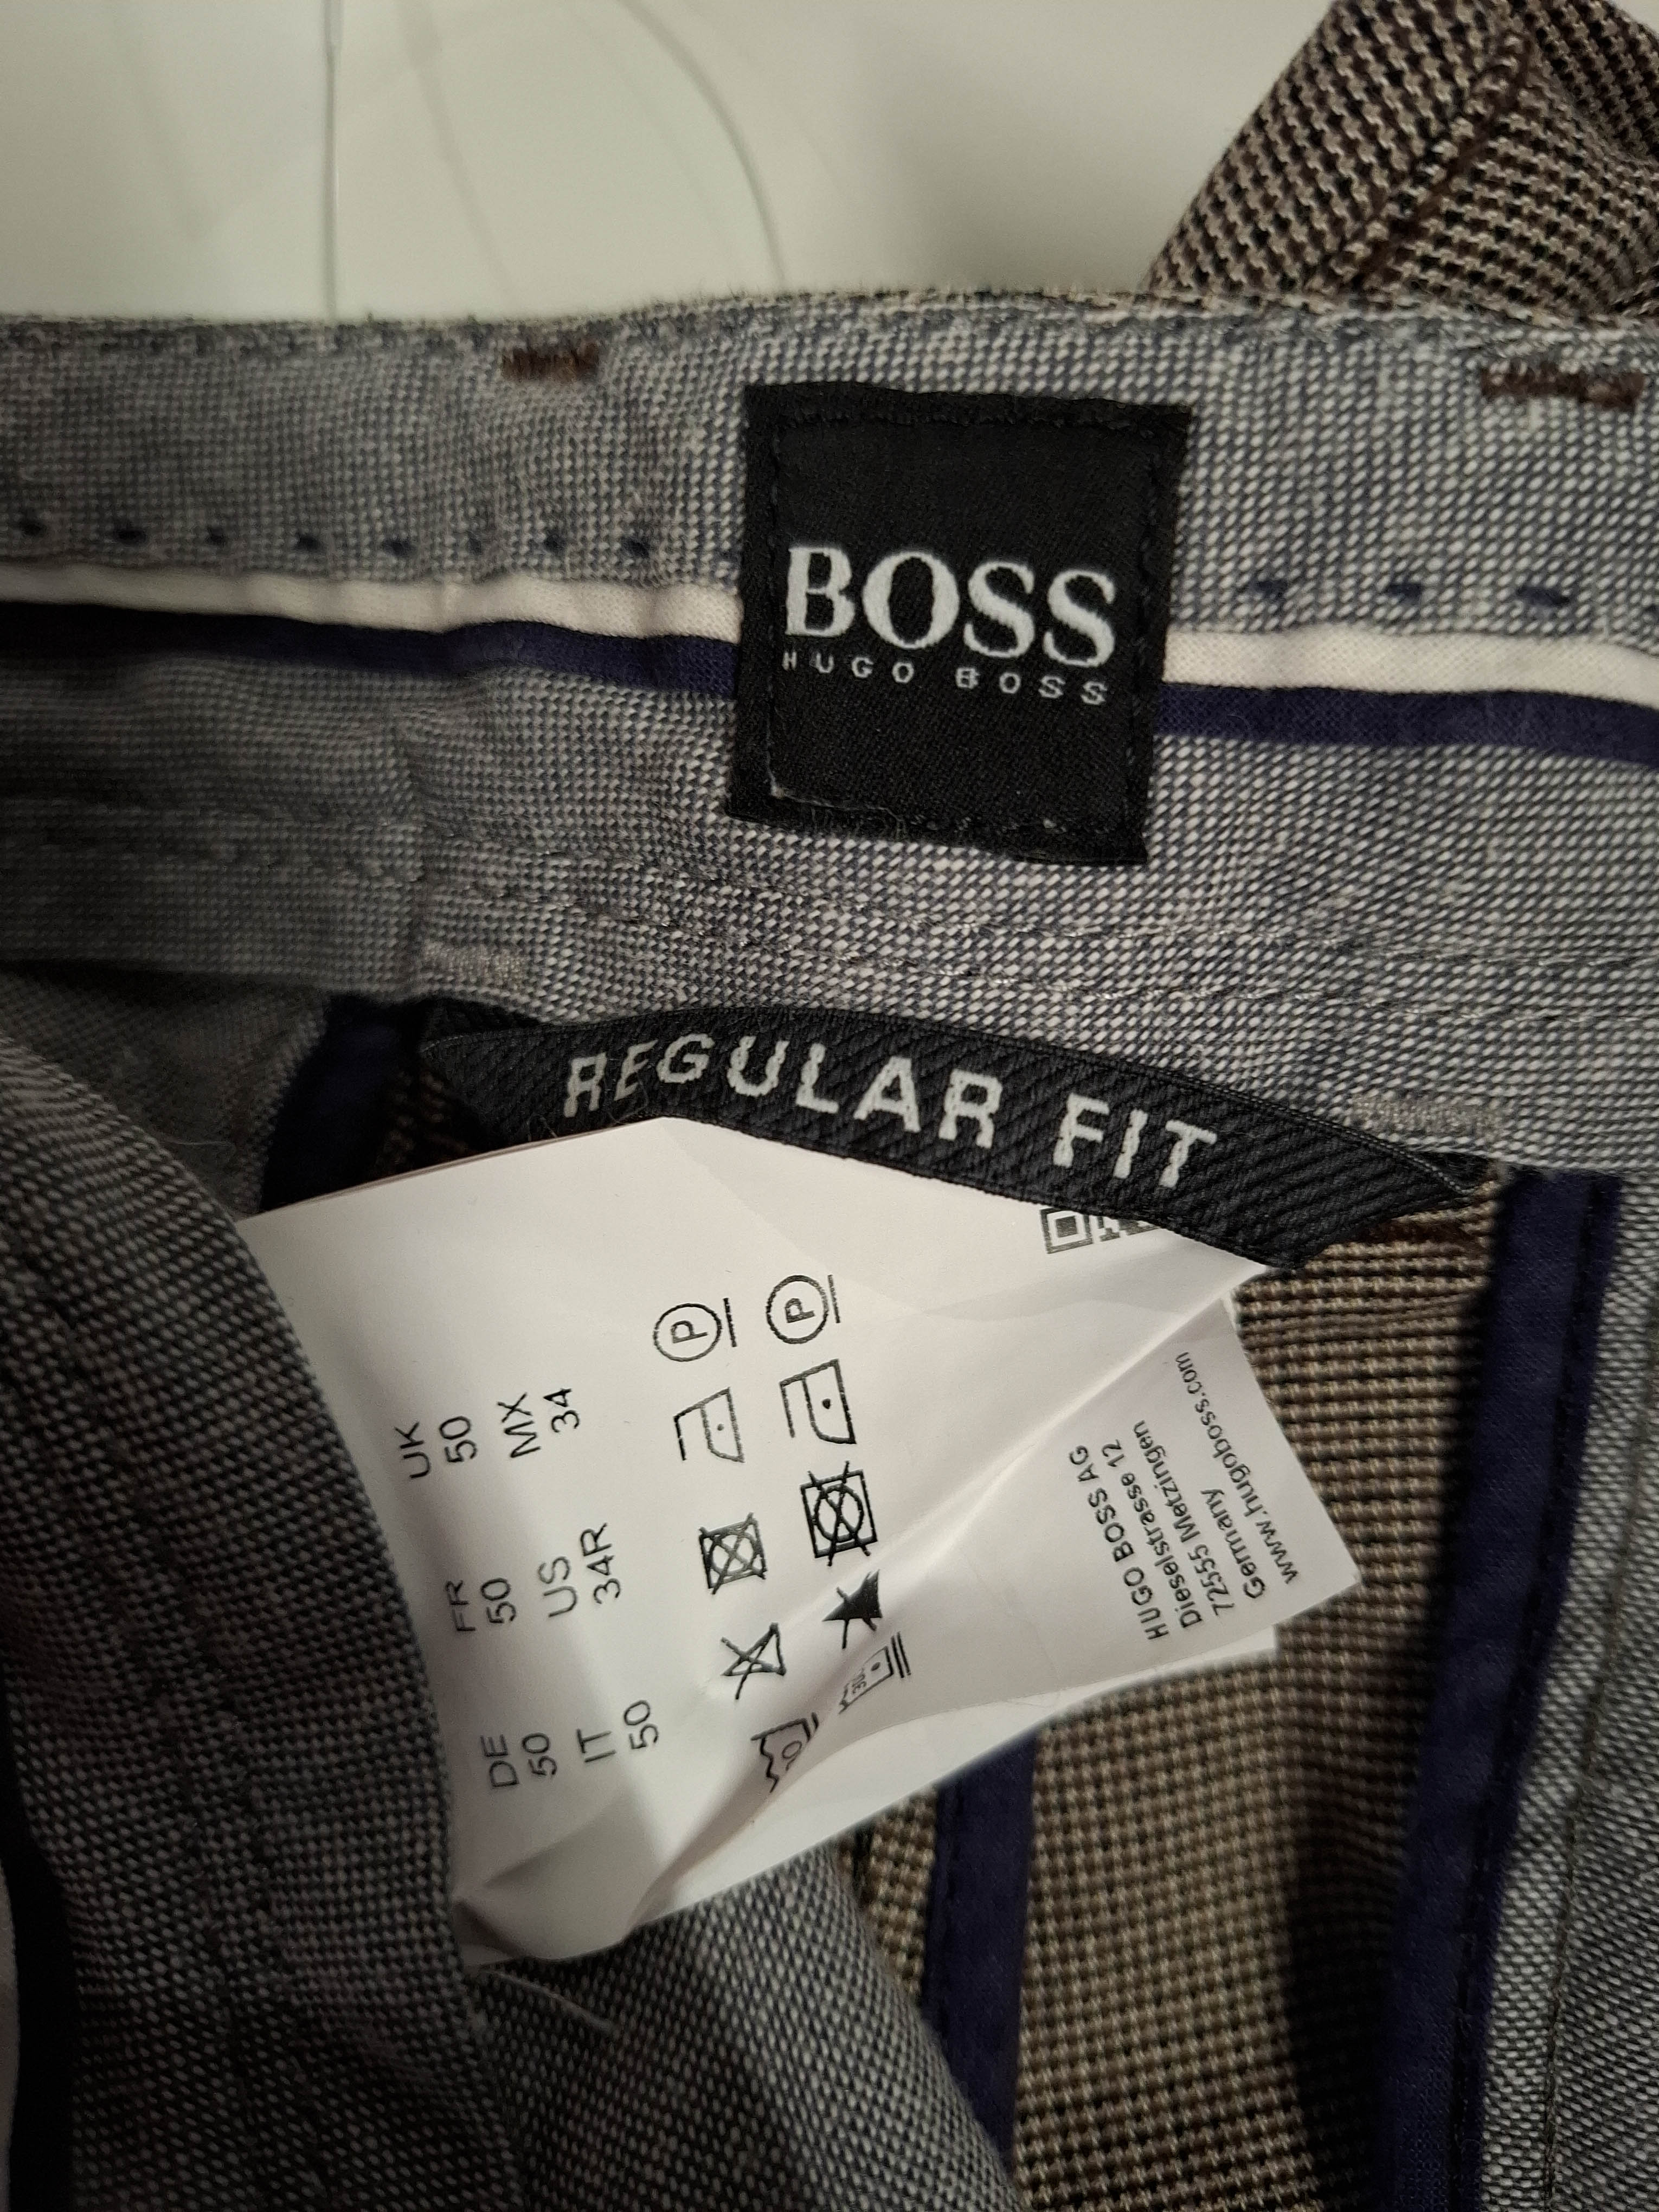 BOSS
HUGO BOSS
REGULAR FIT
DE FR UK
50 50 50
IT US MX
50 34R 34
P
P
HUGO BOSS AG
Dieselstrasse 12
72555 Metzingen
Germany
www.hugoboss.com